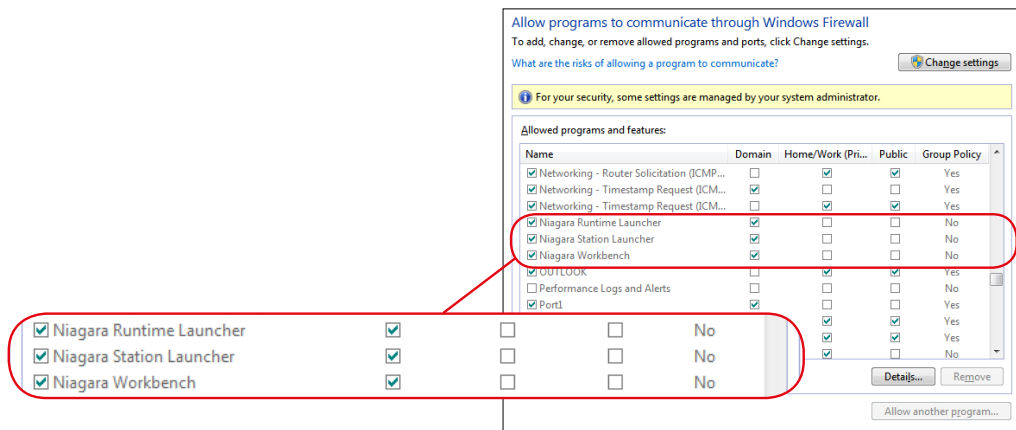 Allow programs to communicate through Windows Firewall
To add, change, or remove allowed programs and ports, click Change settings.
What are the risks of allowing a program to communicate?
Change settings
For your security, some settings are managed by your system administrator.
Allowed programs and features:
Name Domain Home/Work (Pri... Public Group Policy
Networking - Router Solicitation (ICMP... Yes
Networking - Timestamp Request (ICM... Yes
Networking - Timestamp Request (ICM... Yes
Niagara Runtime Launcher No
Niagara Station Launcher No
Niagara Workbench No
OUTLOOK Yes
Performance Logs and Alerts No
Port1 Yes
Yes
Yes
No
Niagara Runtime Launcher No
Niagara Station Launcher No
Niagara Workbench No
Details... Remove
Allow another program...